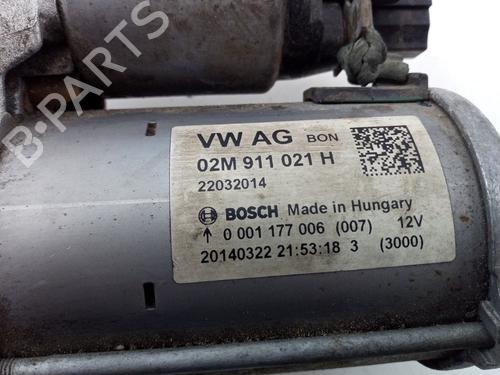 B-PARTS
VW AG BON
02M 911 021 H
22032014
BOSCH Made in Hungary
↑ 0 001 177 006 (007) 12V
20140322 21:53:18 3 (3000)